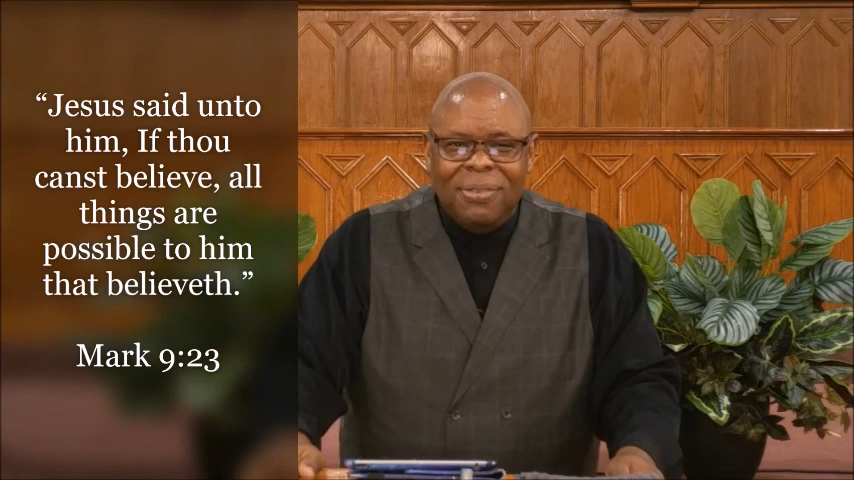 “Jesus said unto
him, If thou
canst believe, all
things are
possible to him
that believeth.”
Mark 9:23